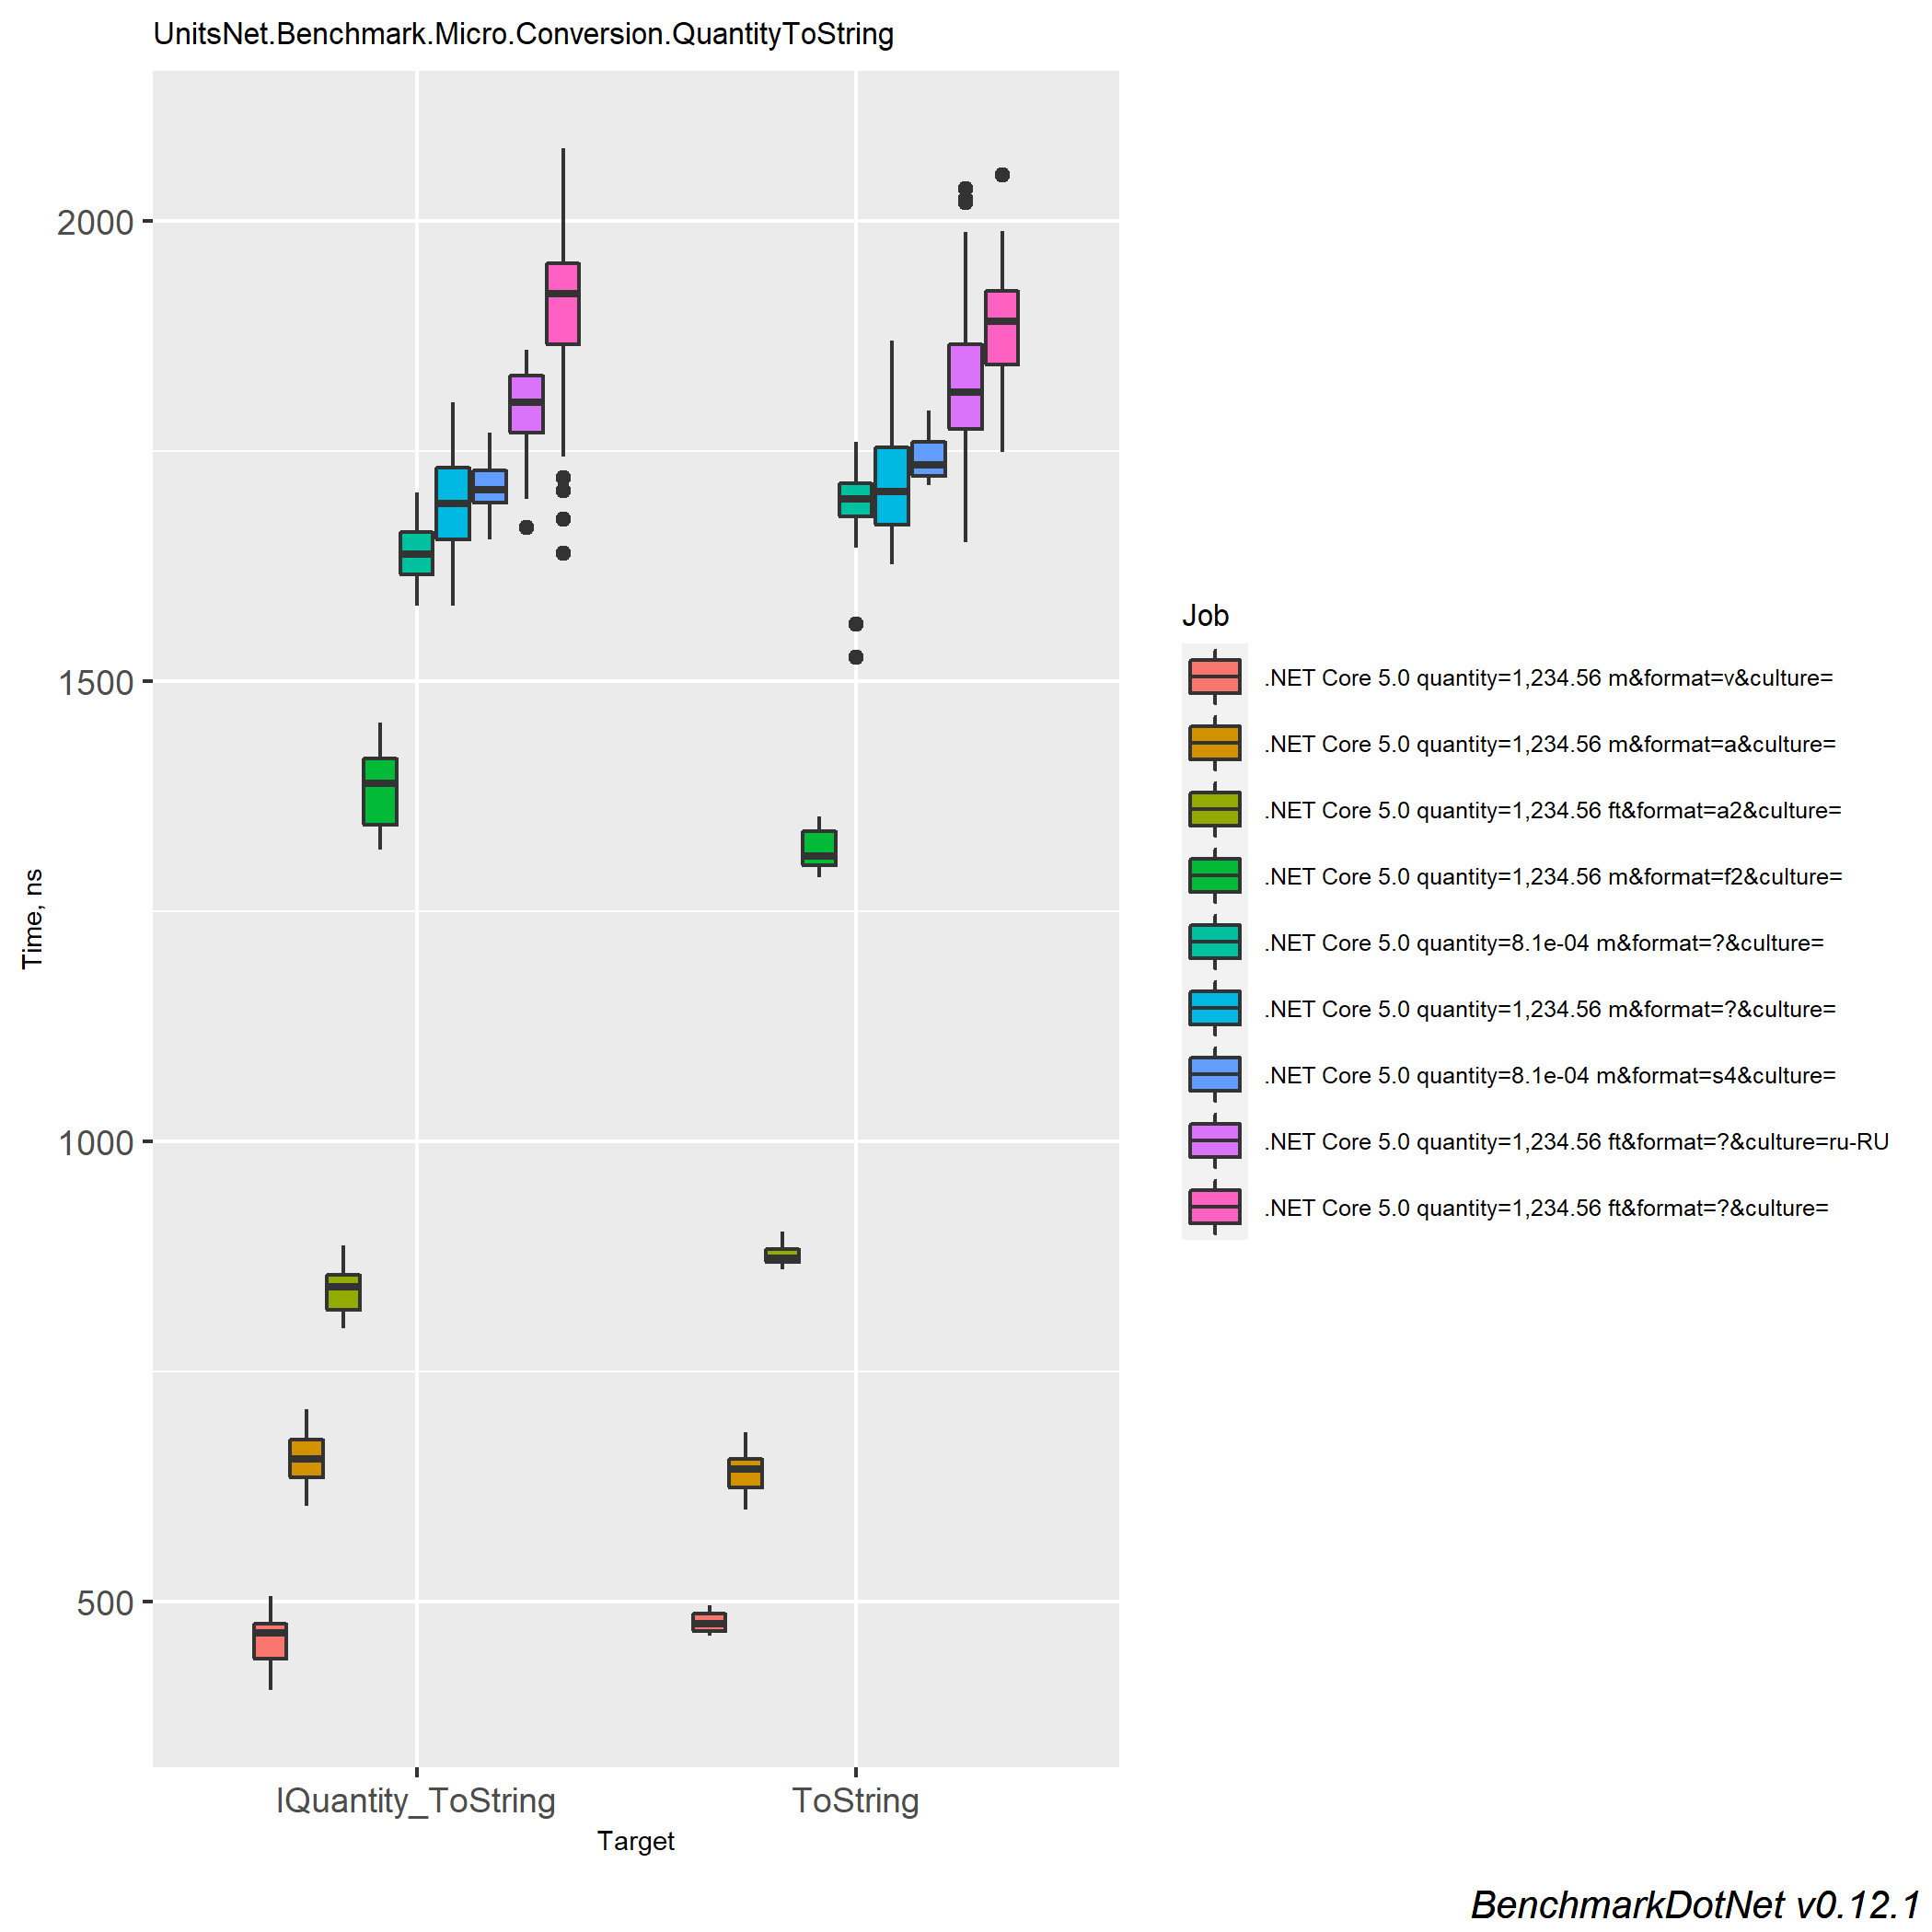 UnitsNet.Benchmark.Micro.Conversion.QuantityToString
2000
1500
1000
500
Time, ns
IQuantity_ToString
ToString
Target
Job
.NET Core 5.0 quantity=1,234.56 m&format=v&culture=
.NET Core 5.0 quantity=1,234.56 m&format=a&culture=
.NET Core 5.0 quantity=1,234.56 ft&format=a2&culture=
.NET Core 5.0 quantity=1,234.56 m&format=f2&culture=
.NET Core 5.0 quantity=8.1e-04 m&format=?&culture=
.NET Core 5.0 quantity=1,234.56 m&format=?&culture=
.NET Core 5.0 quantity=8.1e-04 m&format=s4&culture=
.NET Core 5.0 quantity=1,234.56 ft&format=?&culture=ru-RU
.NET Core 5.0 quantity=1,234.56 ft&format=?&culture=
BenchmarkDotNet v0.12.1